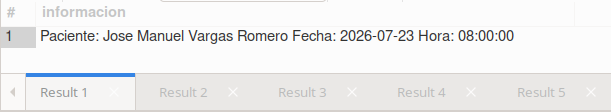 # informacion
1 Paciente: Jose Manuel Vargas Romero Fecha: 2026-07-23 Hora: 08:00:00
Result 1 × Result 2 × Result 3 × Result 4 × Result 5 ×